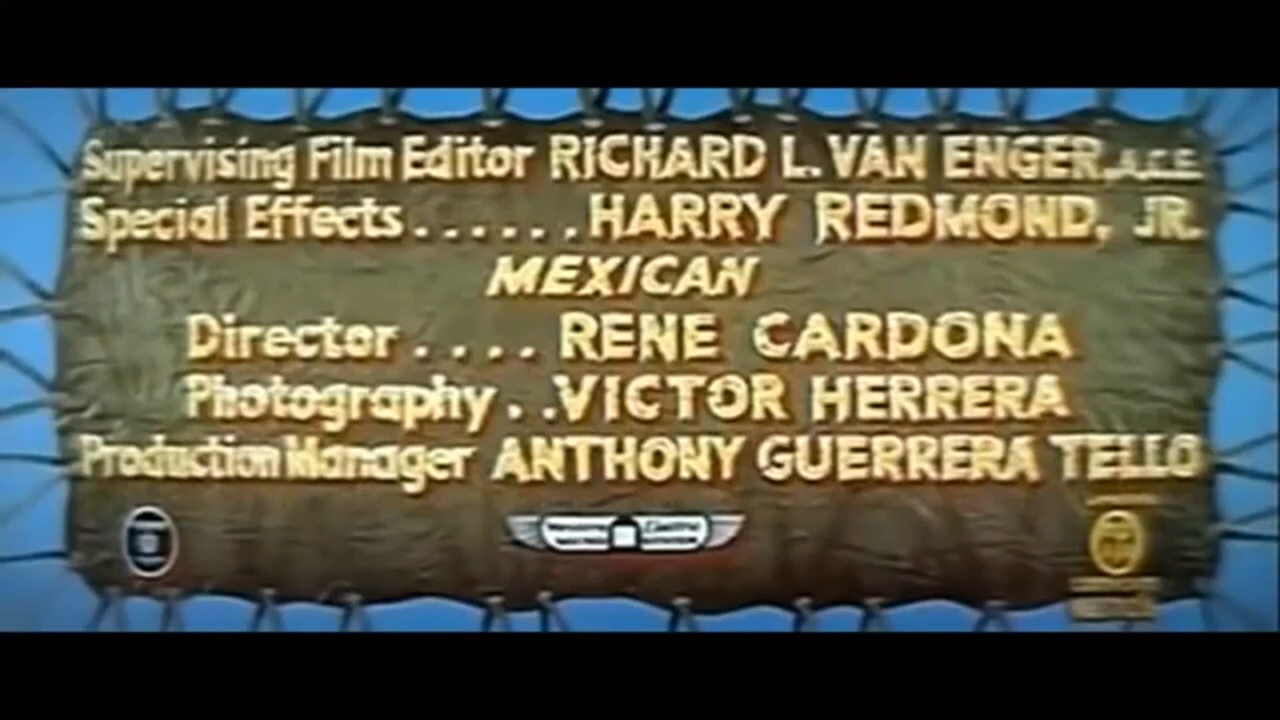 Supervising Film Editor RICHARD L. VAN ENGER, A.C.E.
Special Effects . . . . . . HARRY REDMOND, JR.
MEXICAN
Director . . . . RENE CARDONA
Photography . . VICTOR HERRERA
Production Manager ANTHONY GUERRERA TELLO